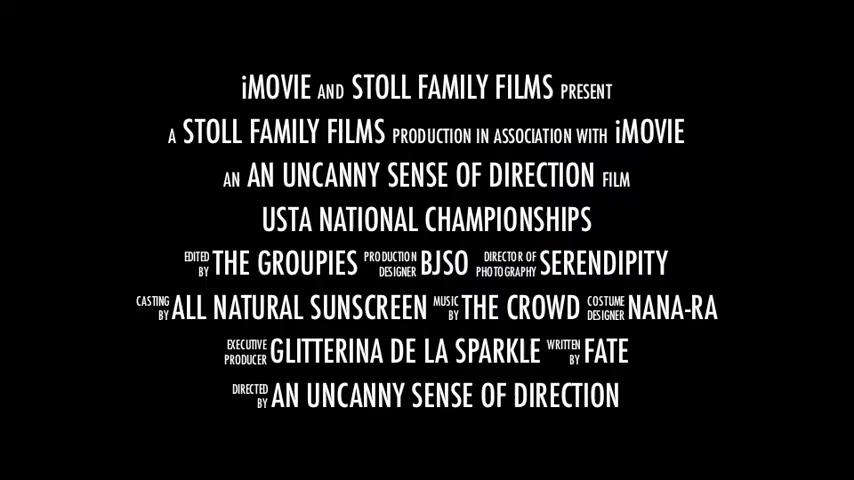 iMOVIE AND STOLL FAMILY FILMS PRESENT
A STOLL FAMILY FILMS PRODUCTION IN ASSOCIATION WITH iMOVIE
AN AN UNCANNY SENSE OF DIRECTION FILM
USTA NATIONAL CHAMPIONSHIPS
EDITED BY THE GROUPIES PRODUCTION DESIGNER BJSO DIRECTOR OF PHOTOGRAPHY SERENDIPITY
CASTING BY ALL NATURAL SUNSCREEN MUSIC BY THE CROWD COSTUME DESIGNER NANA-RA
EXECUTIVE PRODUCER GLITTERINA DE LA SPARKLE WRITTEN BY FATE
DIRECTED BY AN UNCANNY SENSE OF DIRECTION